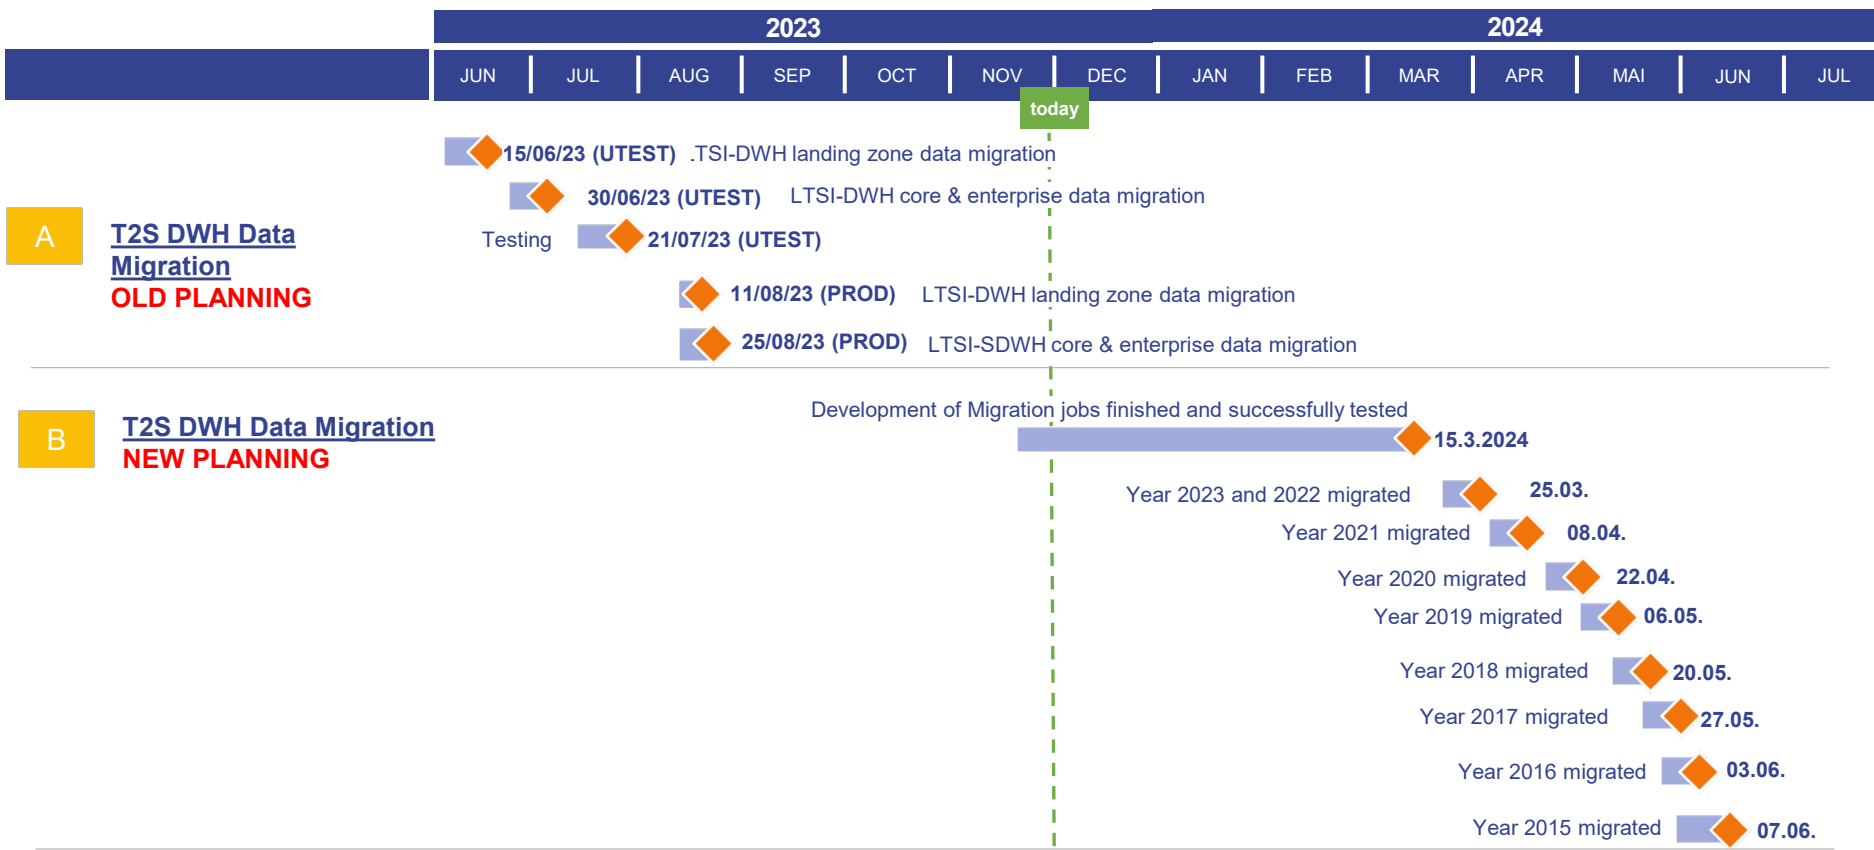 2023 2024
JUN JUL AUG SEP OCT NOV DEC JAN FEB MAR APR MAI JUN JUL
today
15/06/23 (UTEST) .TSI-DWH landing zone data migration
30/06/23 (UTEST) LTSI-DWH core & enterprise data migration
A
T2S DWH Data
Migration
OLD PLANNING
Testing 21/07/23 (UTEST)
11/08/23 (PROD) LTSI-DWH landing zone data migration
25/08/23 (PROD) LTSI-SDWH core & enterprise data migration
B
T2S DWH Data Migration
NEW PLANNING
Development of Migration jobs finished and successfully tested
15.3.2024
Year 2023 and 2022 migrated 25.03.
Year 2021 migrated 08.04.
Year 2020 migrated 22.04.
Year 2019 migrated 06.05.
Year 2018 migrated 20.05.
Year 2017 migrated 27.05.
Year 2016 migrated 03.06.
Year 2015 migrated 07.06.